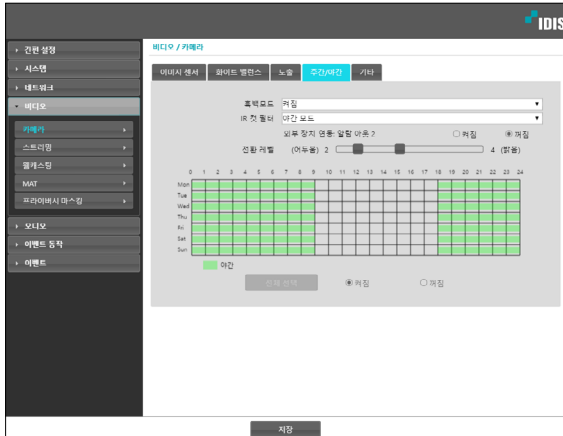 IDIS
비디오 / 카메라
간편 설정
시스템
네트워크
비디오
카메라
스트리밍
웹캐스팅
MAT
프라이버시 마스킹
오디오
이벤트 동작
이벤트
이미지 센서 화이트 밸런스 노출 주간/야간 기타
흑백모드 켜짐
IR 컷 필터 야간 모드
외부 장치 연동: 알람 아웃 2 켜짐 꺼짐
전환 레벨 (어두움) 2 4 (밝음)
0 1 2 3 4 5 6 7 8 9 10 11 12 13 14 15 16 17 18 19 20 21 22 23 24
Mon
Tue
Wed
Thu
Fri
Sat
Sun
야간
켜짐 꺼짐
저장